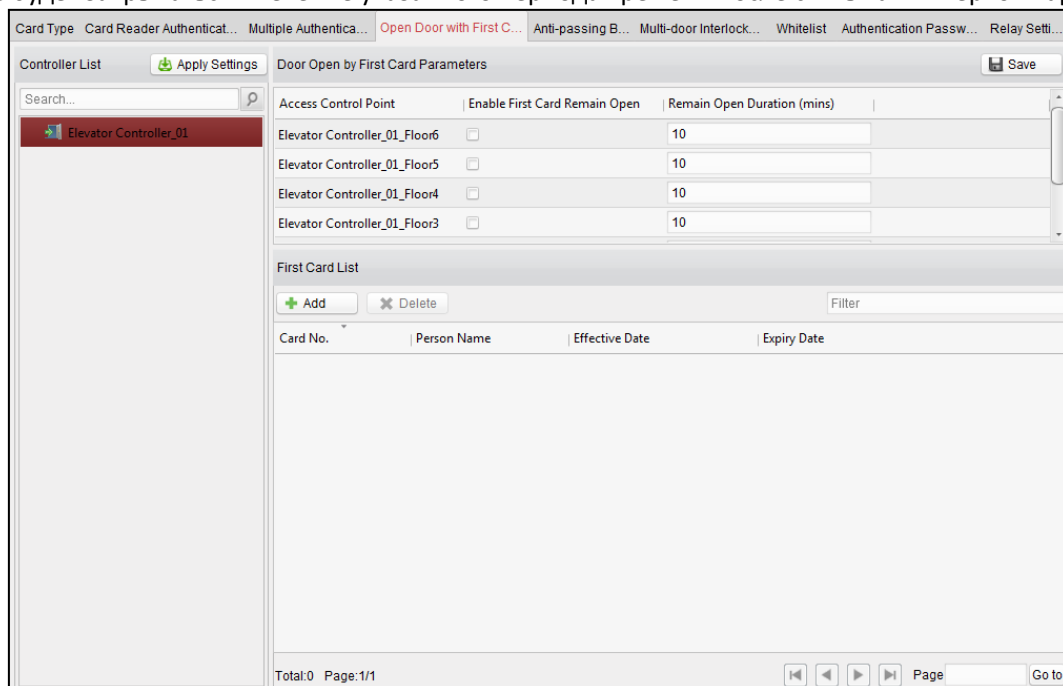 Card Type Card Reader Authenticat... Multiple Authentica... Open Door with First C... Anti-passing B... Multi-door Interlock... Whitelist Authentication Passw... Relay Setti...
Controller List Apply Settings Door Open by First Card Parameters Save
Search...
Access Control Point Enable First Card Remain Open Remain Open Duration (mins)
Elevator Controller_01
Elevator Controller_01_Floor6 10
Elevator Controller_01_Floor5 10
Elevator Controller_01_Floor4 10
Elevator Controller_01_Floor3 10
First Card List
Add Delete Filter
Card No. Person Name Effective Date Expiry Date
Total:0 Page:1/1 Page Go to